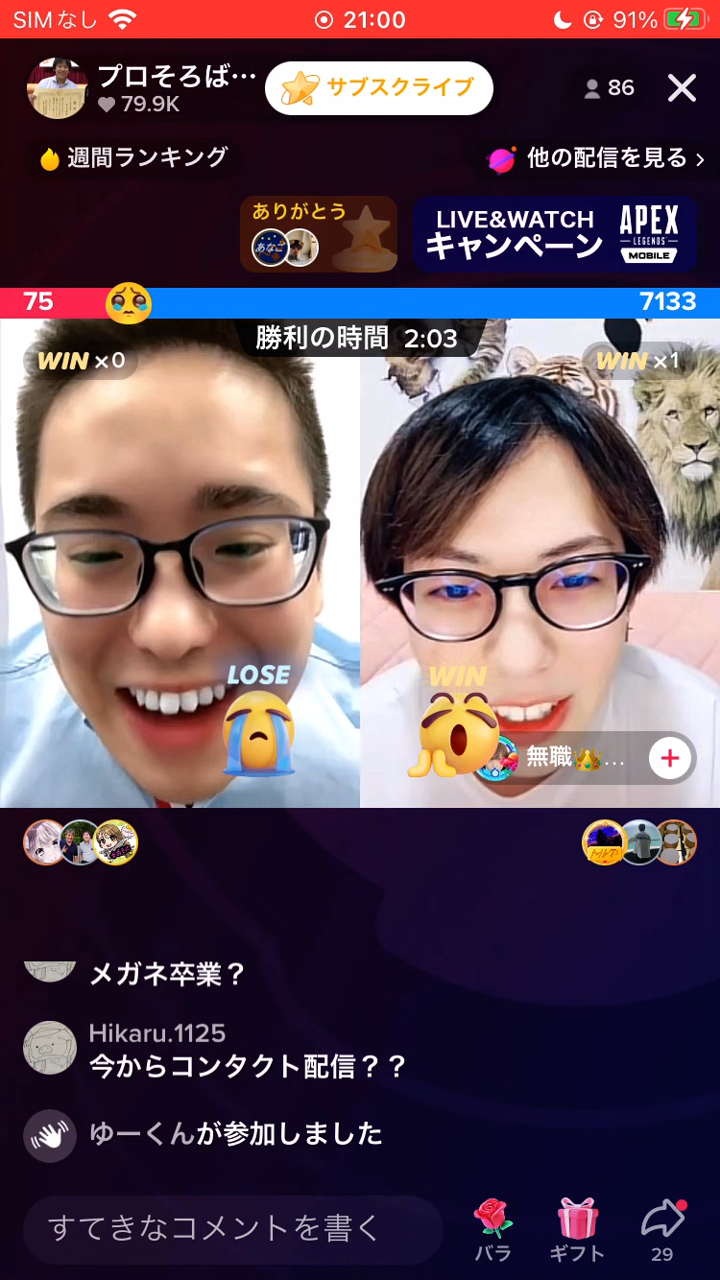 SIMなし
21:00
91%
プロそろば…
79.9K
サブスクライブ
86
週間ランキング
他の配信を見る
ありがとう
あなご
LIVE&WATCH
キャンペーン
APEX
LEGENDS
MOBILE
75
7133
勝利の時間 2:03
WIN ×0
WIN ×1
LOSE
WIN
無職👑…
メガネ卒業？
Hikaru.1125
今からコンタクト配信？？
ゆーくんが参加しました
すてきなコメントを書く
バラ
ギフト
29